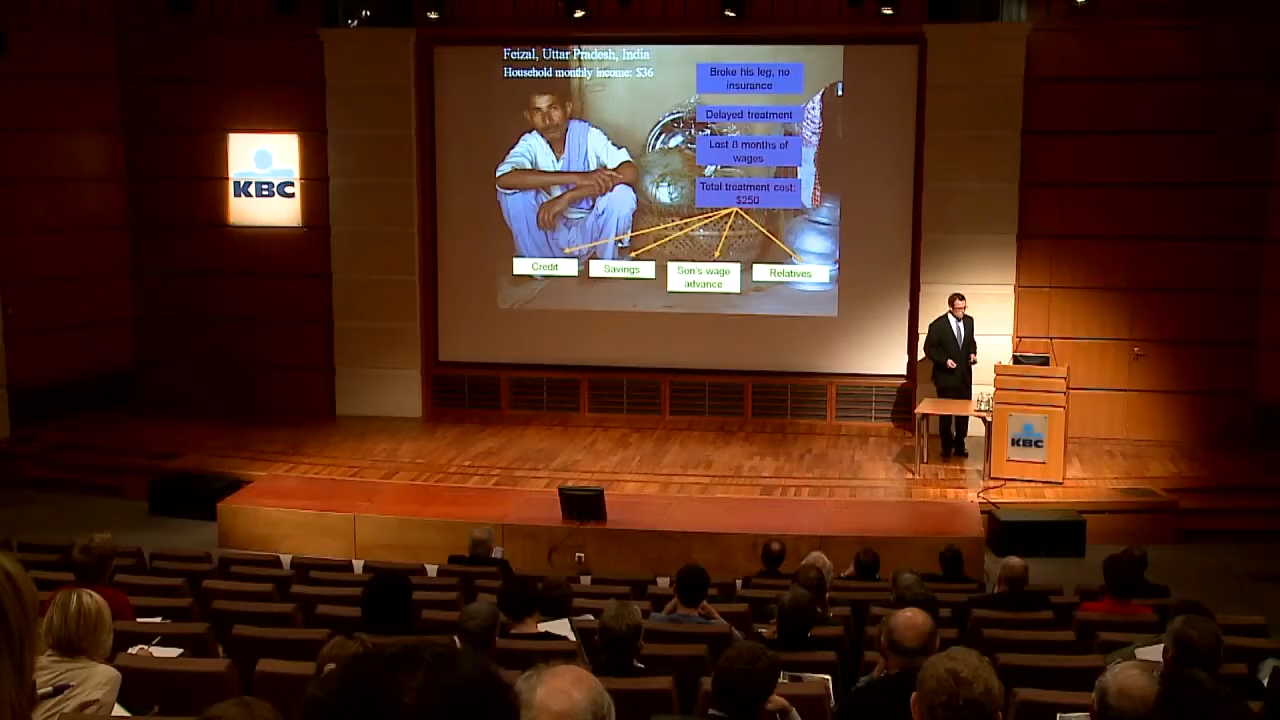 Feizal, Uttar Pradesh, India
Household monthly income: $36
Broke his leg, no
insurance
Delayed treatment
Lost 8 months of
wages
Total treatment cost:
$250
Credit
Savings
Son's wage
advance
Relatives
KBC
KBC